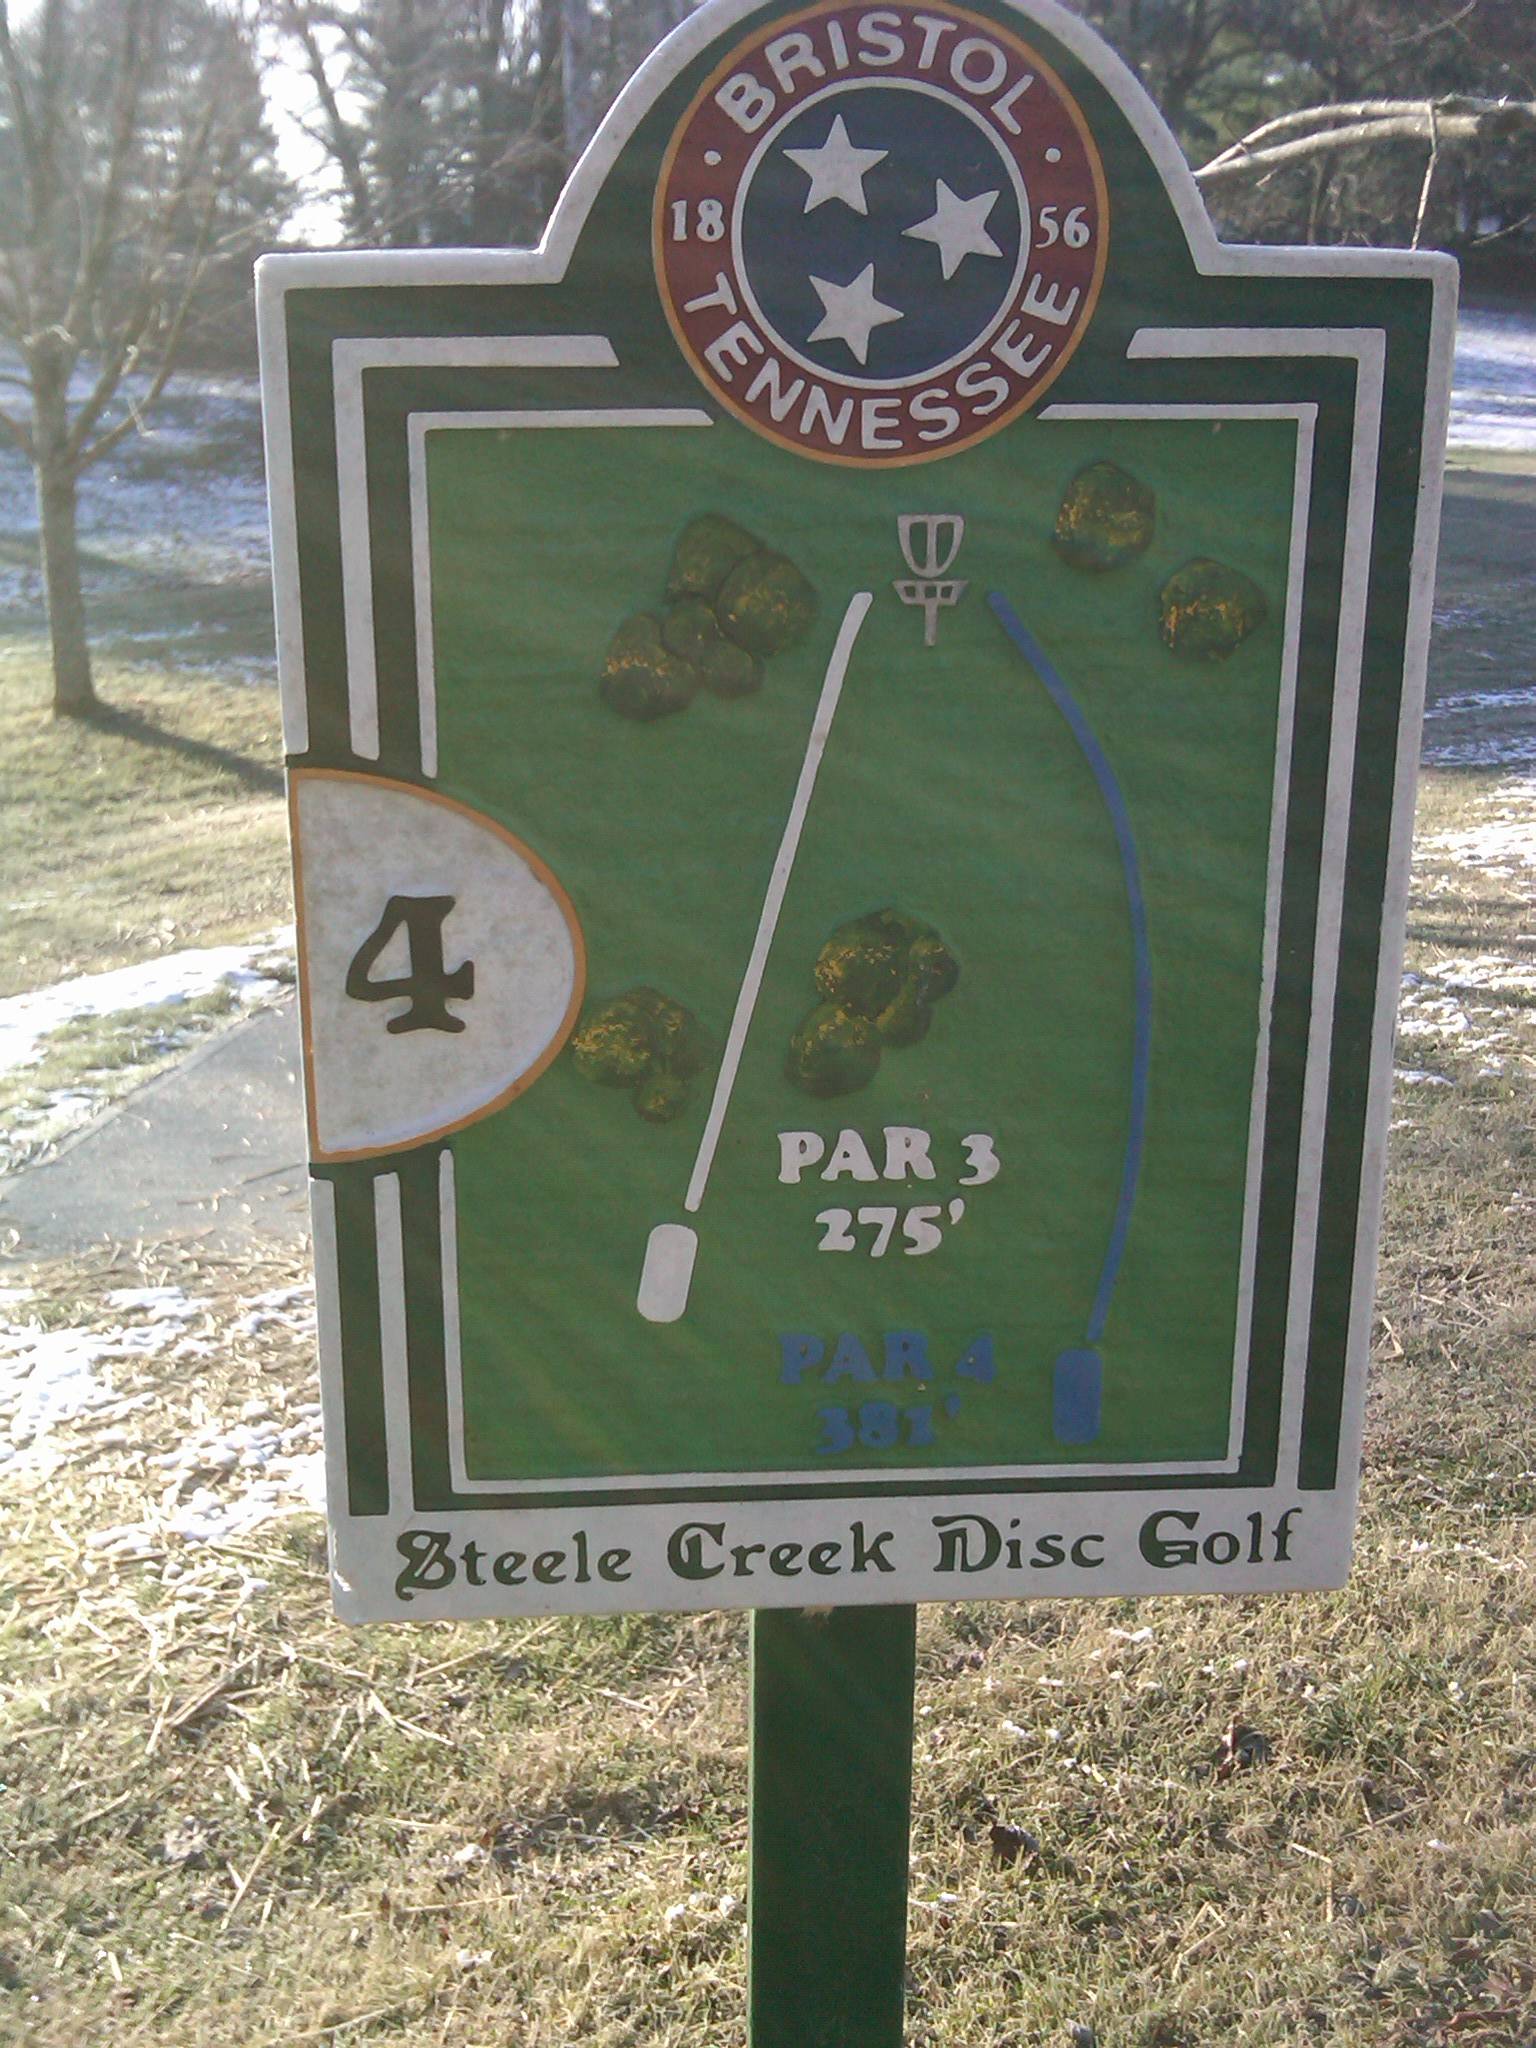 BRISTOL
18 56
TENNESSEE
4
PAR 3
275'
PAR 4
381'
Steele Creek Disc Golf